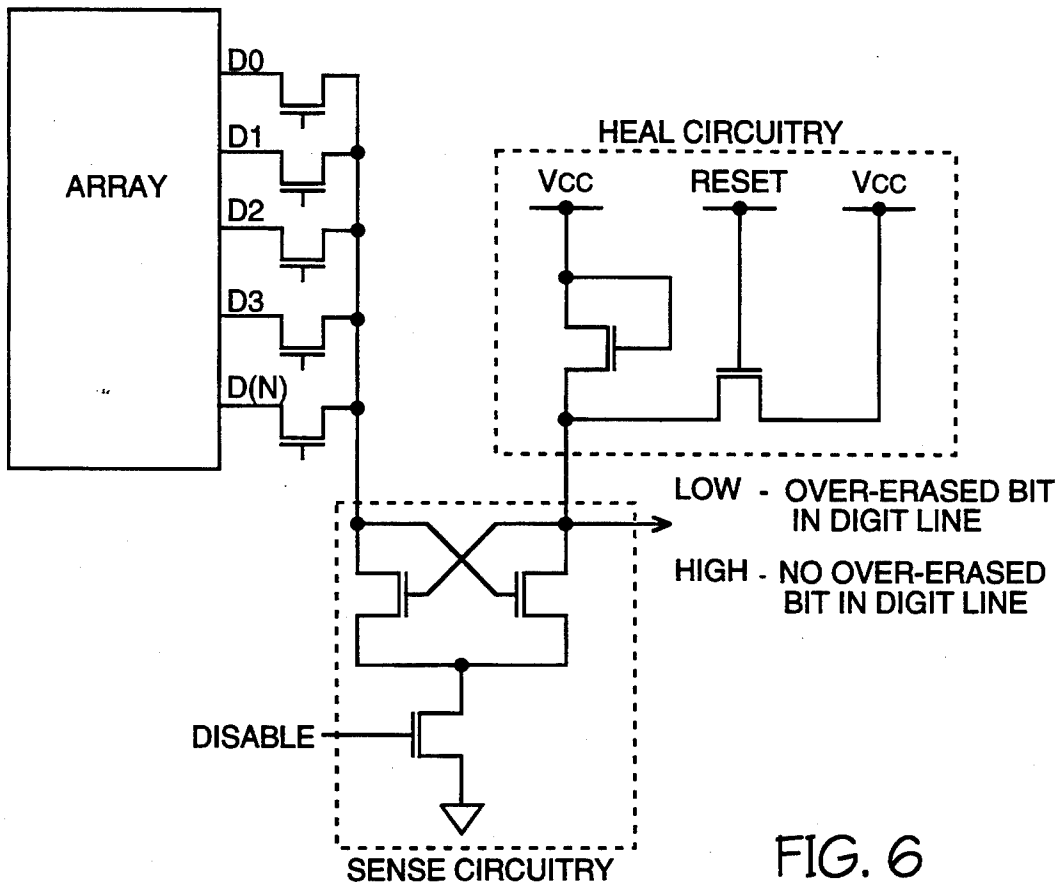 ARRAY
D0
D1
D2
D3
D(N)
HEAL CIRCUITRY
VCC
RESET
VCC
LOW - OVER-ERASED BIT
IN DIGIT LINE
HIGH - NO OVER-ERASED
BIT IN DIGIT LINE
DISABLE
SENSE CIRCUITRY
FIG. 6